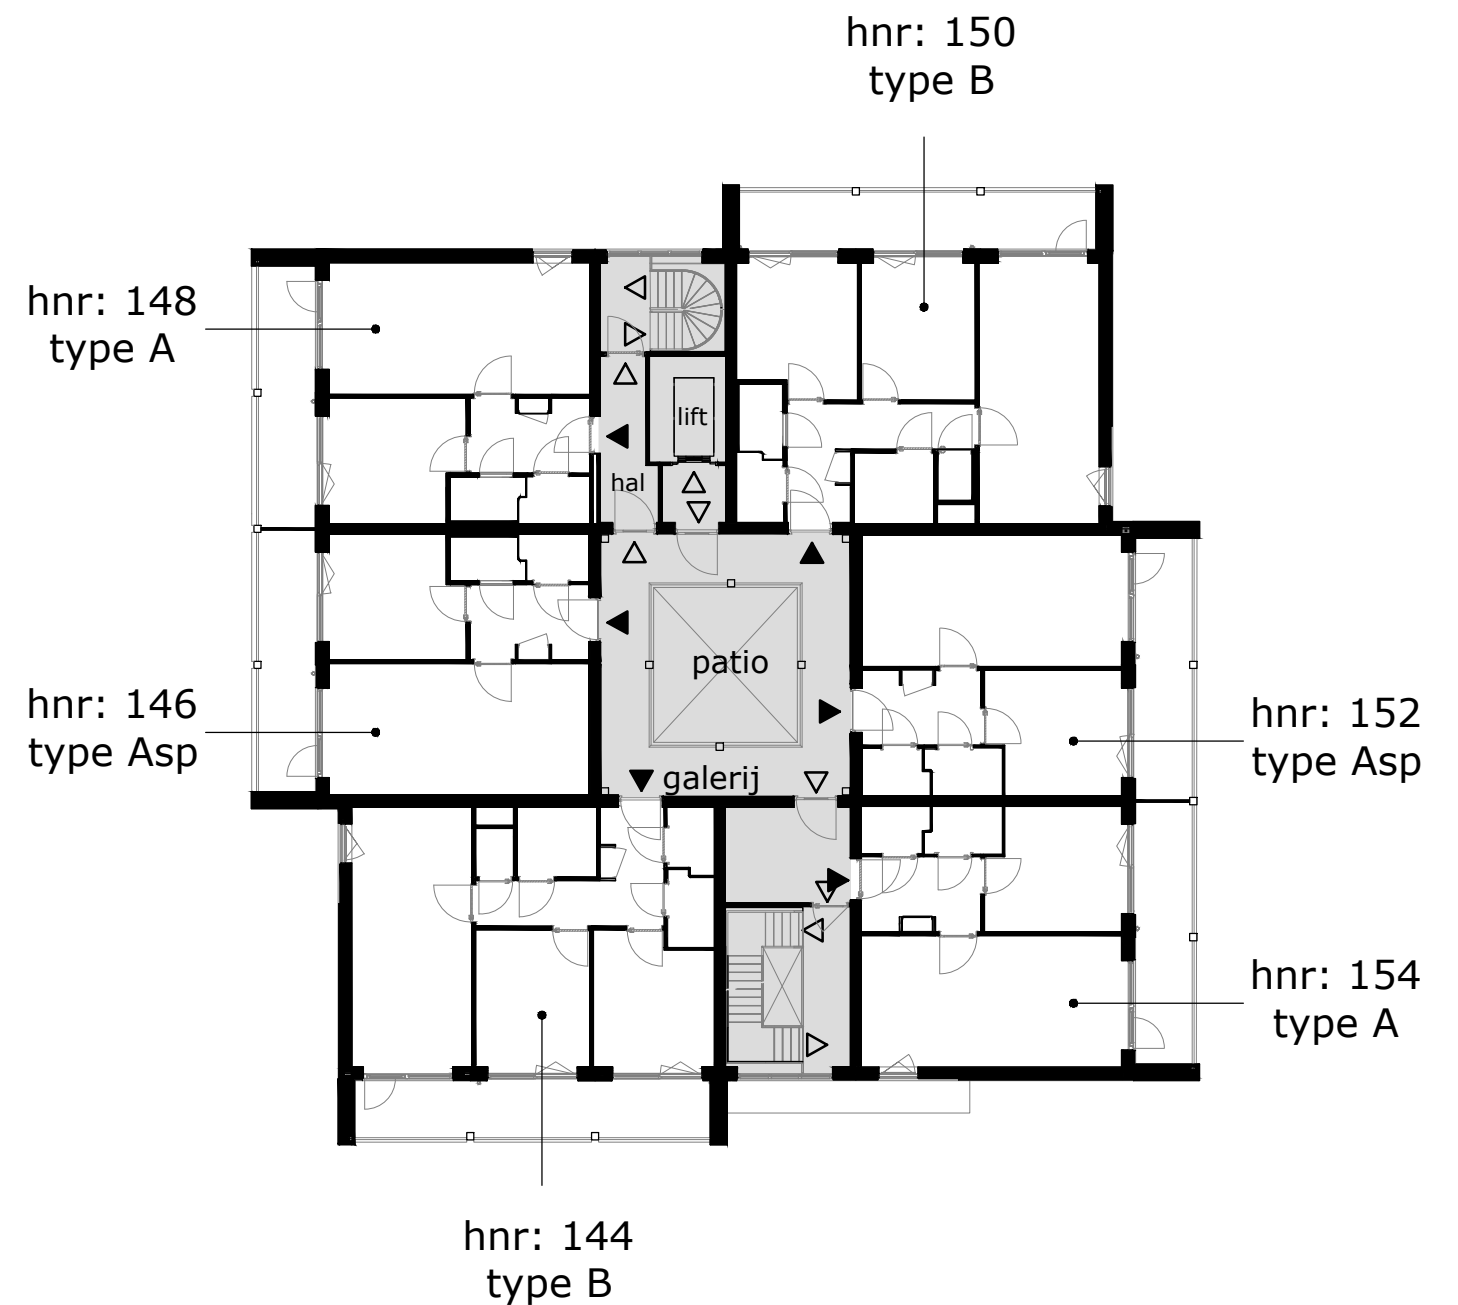 hnr: 150
type B
hnr: 148
type A
lift
hal
patio
hnr: 146
type Asp
hnr: 152
type Asp
galerij
hnr: 154
type A
hnr: 144
type B